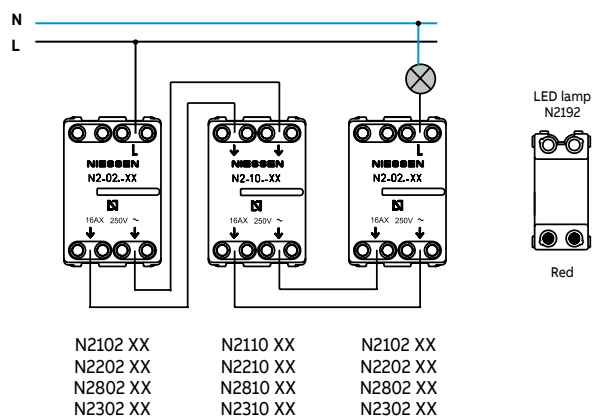 N
L
LED lamp
N2192
L
NIESSEN
N2-02..-XX
16AX 250V ~
NIESSEN
N2-10..-XX
16AX 250V ~
L
NIESSEN
N2-02..-XX
16AX 250V ~
Red
N2102 XX
N2202 XX
N2802 XX
N2302 XX
N2110 XX
N2210 XX
N2810 XX
N2310 XX
N2102 XX
N2202 XX
N2802 XX
N2302 XX